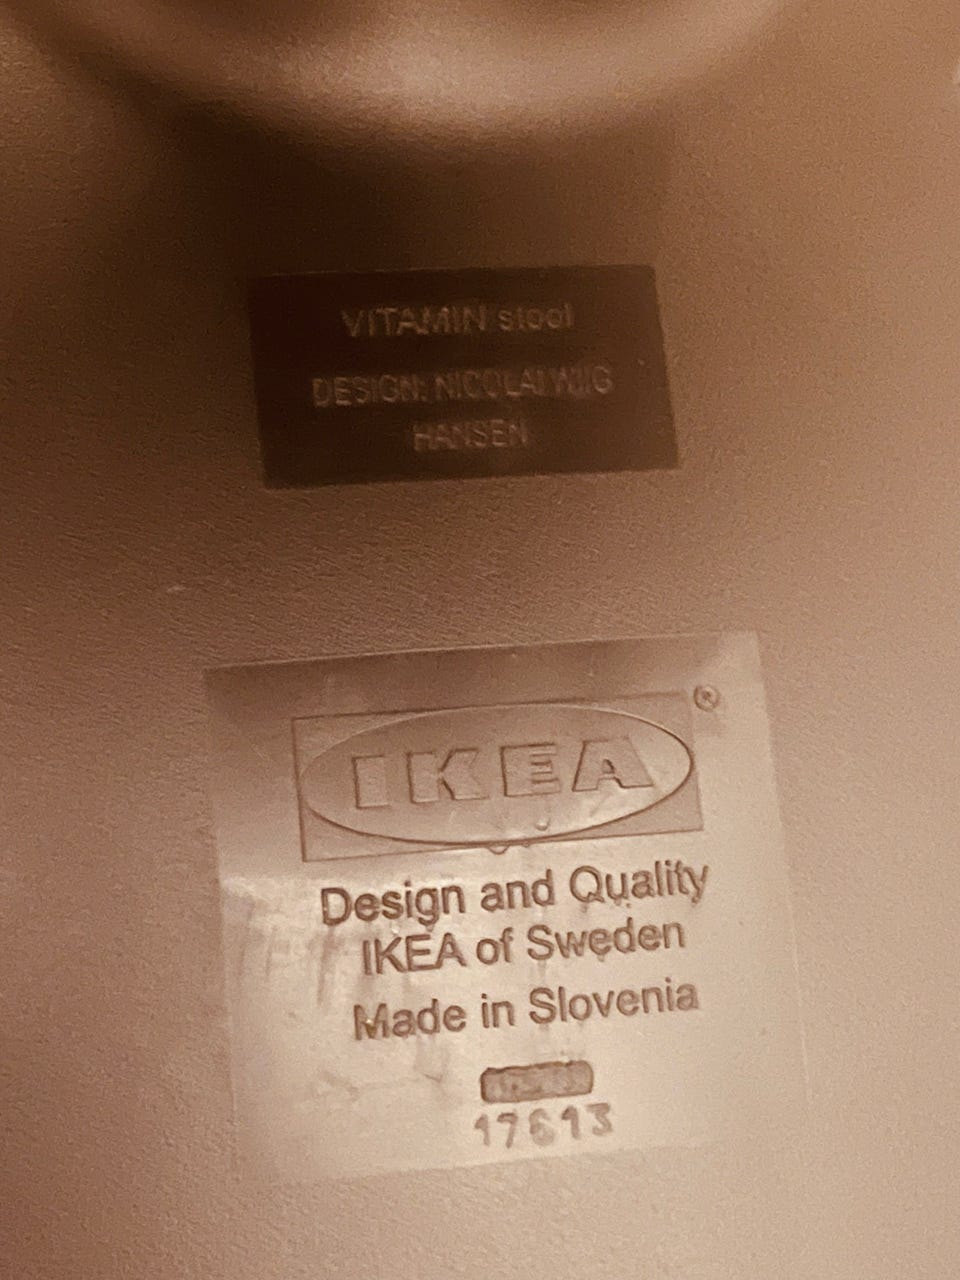 VITAMIN stool
DESIGN: NICOLAI WIIG
HANSEN
IKEA®
Design and Quality
IKEA of Sweden
Made in Slovenia
17613